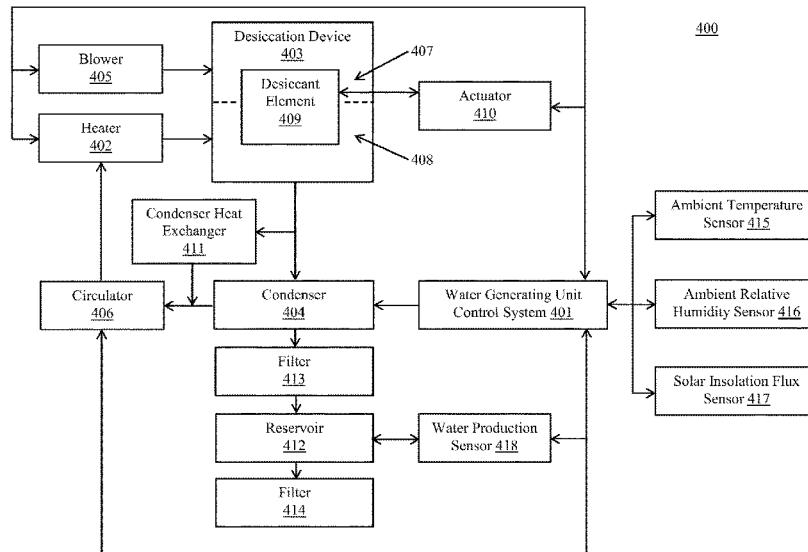 400
Desiccation Device
403
407
Blower
405
Desiccant
Element
409
Actuator
410
Heater
402
408
Condenser Heat
Exchanger
411
Ambient Temperature
Sensor 415
Circulator
406
Condenser
404
Water Generating Unit
Control System 401
Ambient Relative
Humidity Sensor 416
Filter
413
Solar Insolation Flux
Sensor 417
Reservoir
412
Water Production
Sensor 418
Filter
414